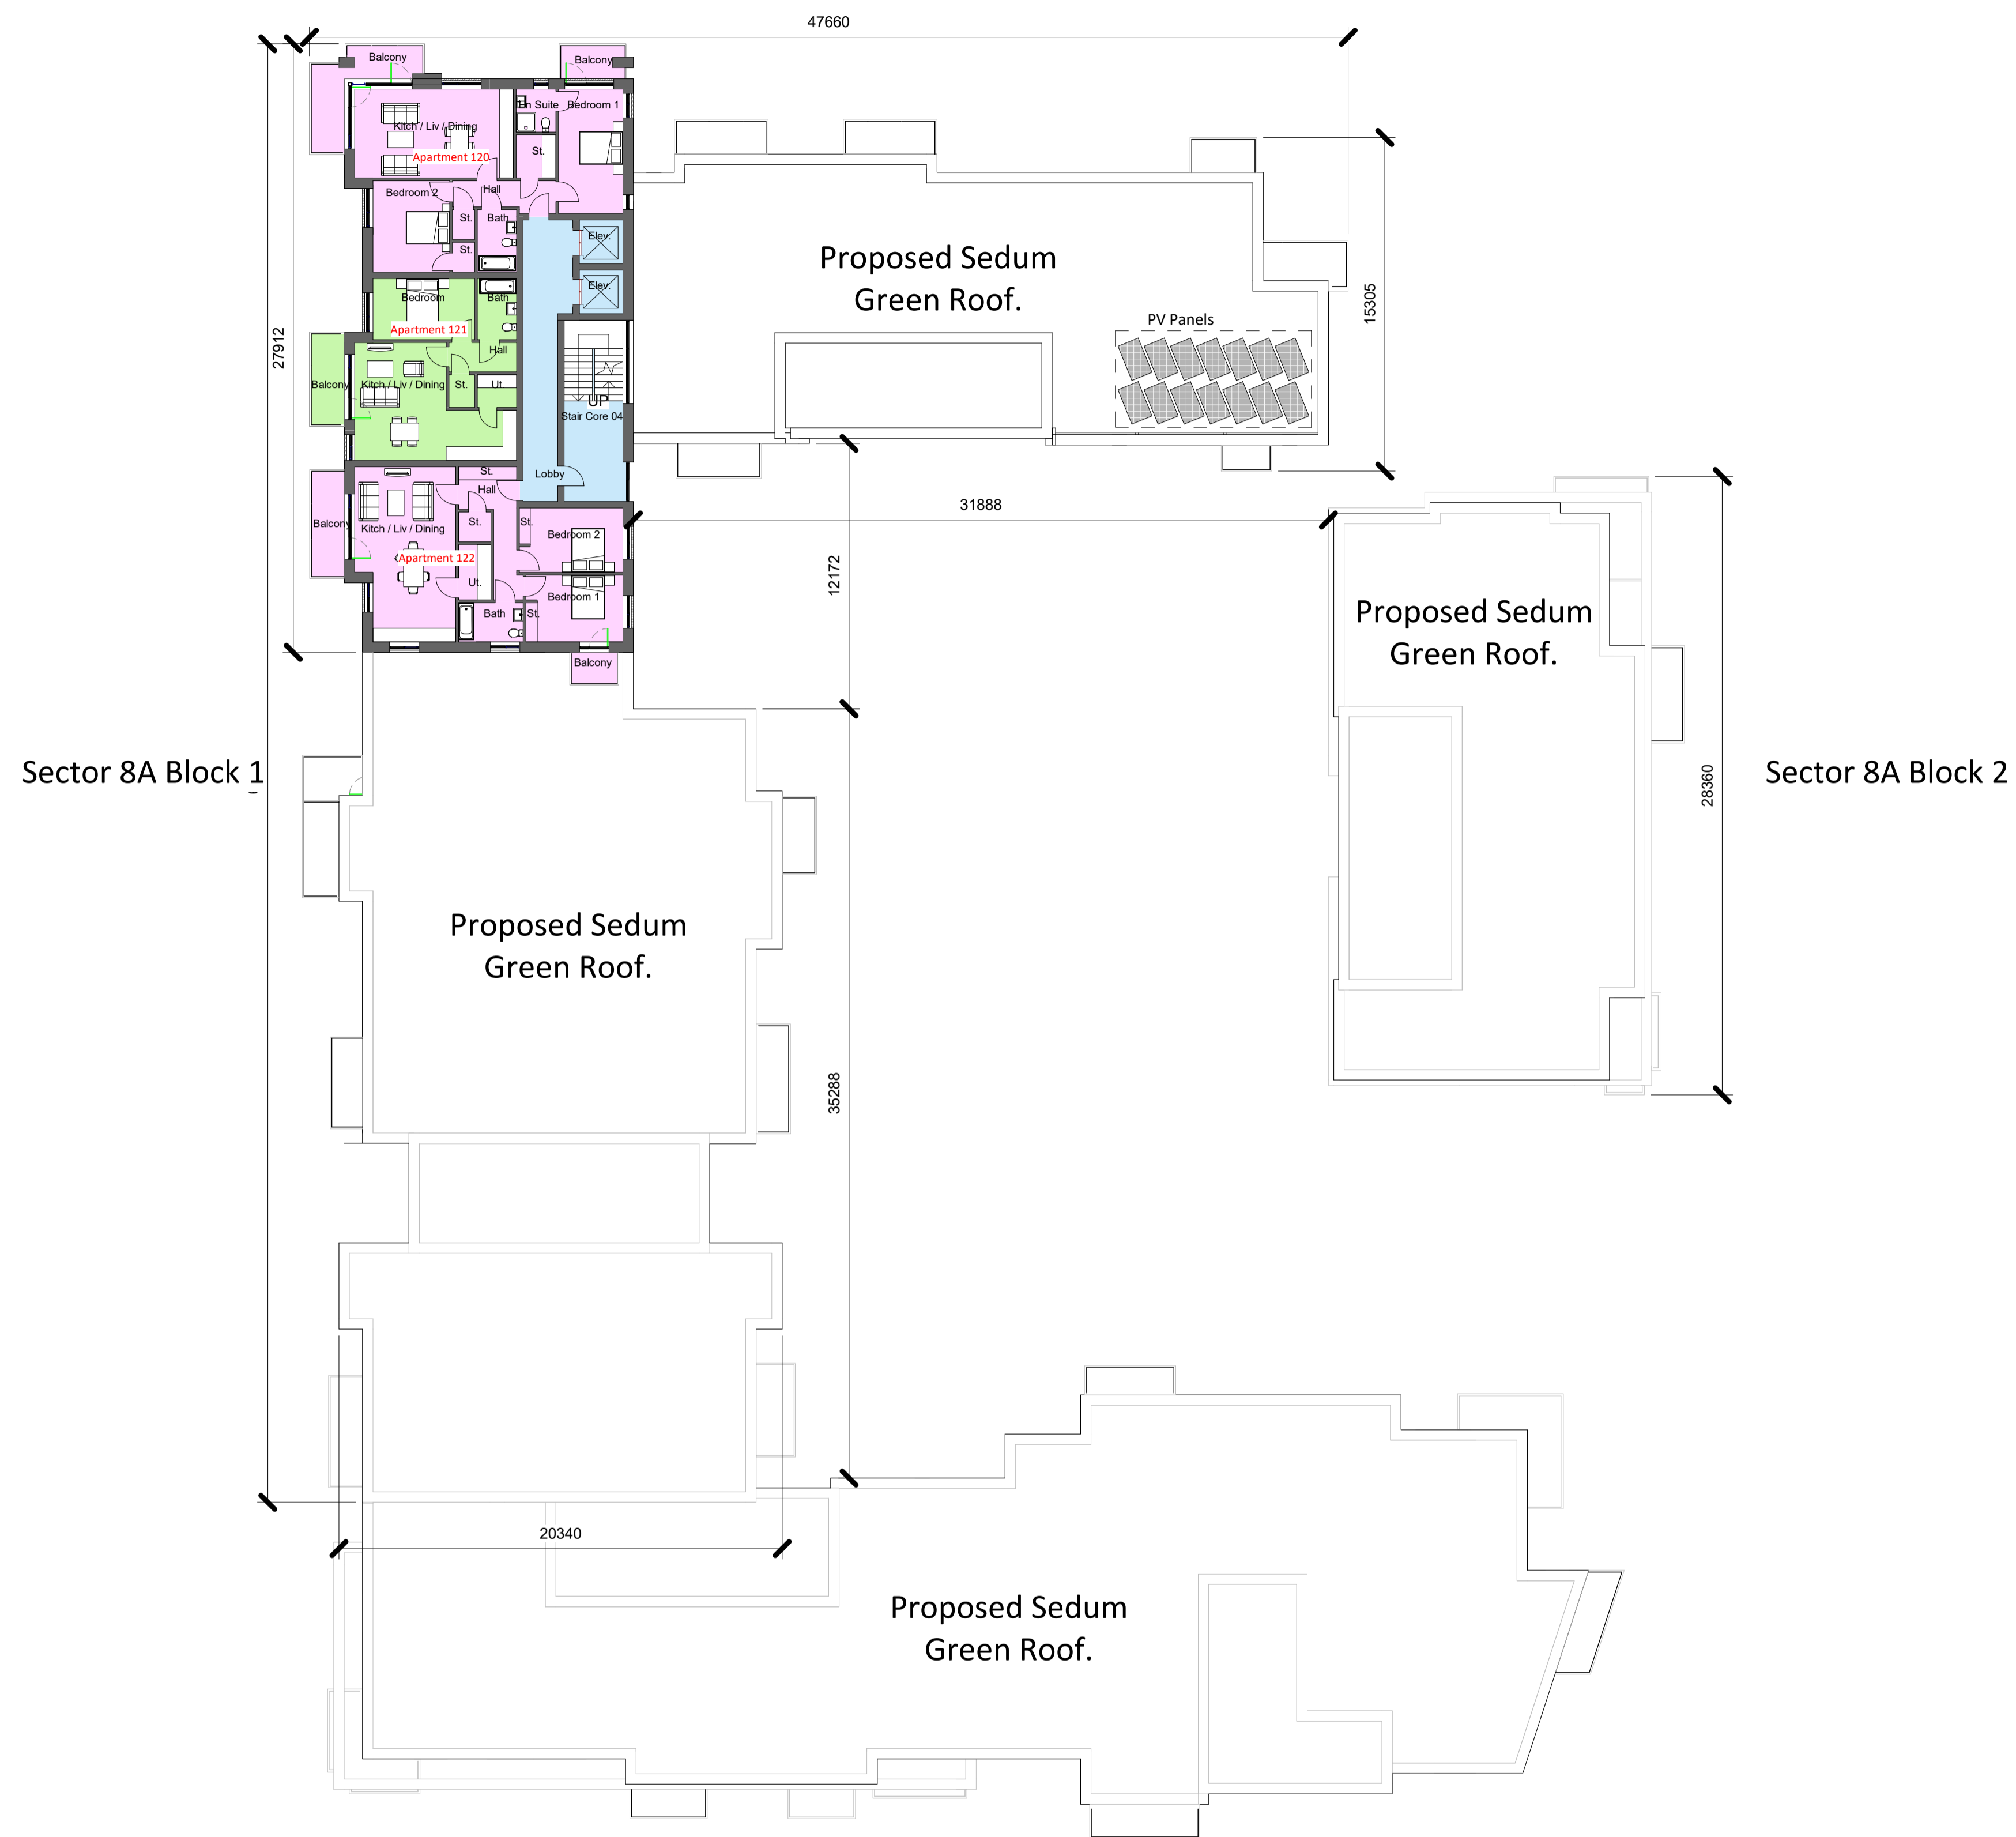 47660
Balcony
Balcony
En Suite
Bedroom 1
Kitch / Liv / Dining
St.
Apartment 120
Hall
Bedroom 2
St.
Bath
Elev.
St.
Elev.
Proposed Sedum
Green Roof.
15305
PV Panels
27912
Bedroom
Bath
Apartment 121
Hall
Balcony
Kitch / Liv / Dining
St.
Ut.
UP
Stair Core 04
Lobby
St.
Hall
31888
Balcony
Kitch / Liv / Dining
St.
St.
Bedroom 2
Apartment 122
Ut.
Bedroom 1
Bath
St.
12172
Balcony
Proposed Sedum
Green Roof.
Sector 8A Block 1
28360
Sector 8A Block 2
Proposed Sedum
Green Roof.
35288
20340
Proposed Sedum
Green Roof.